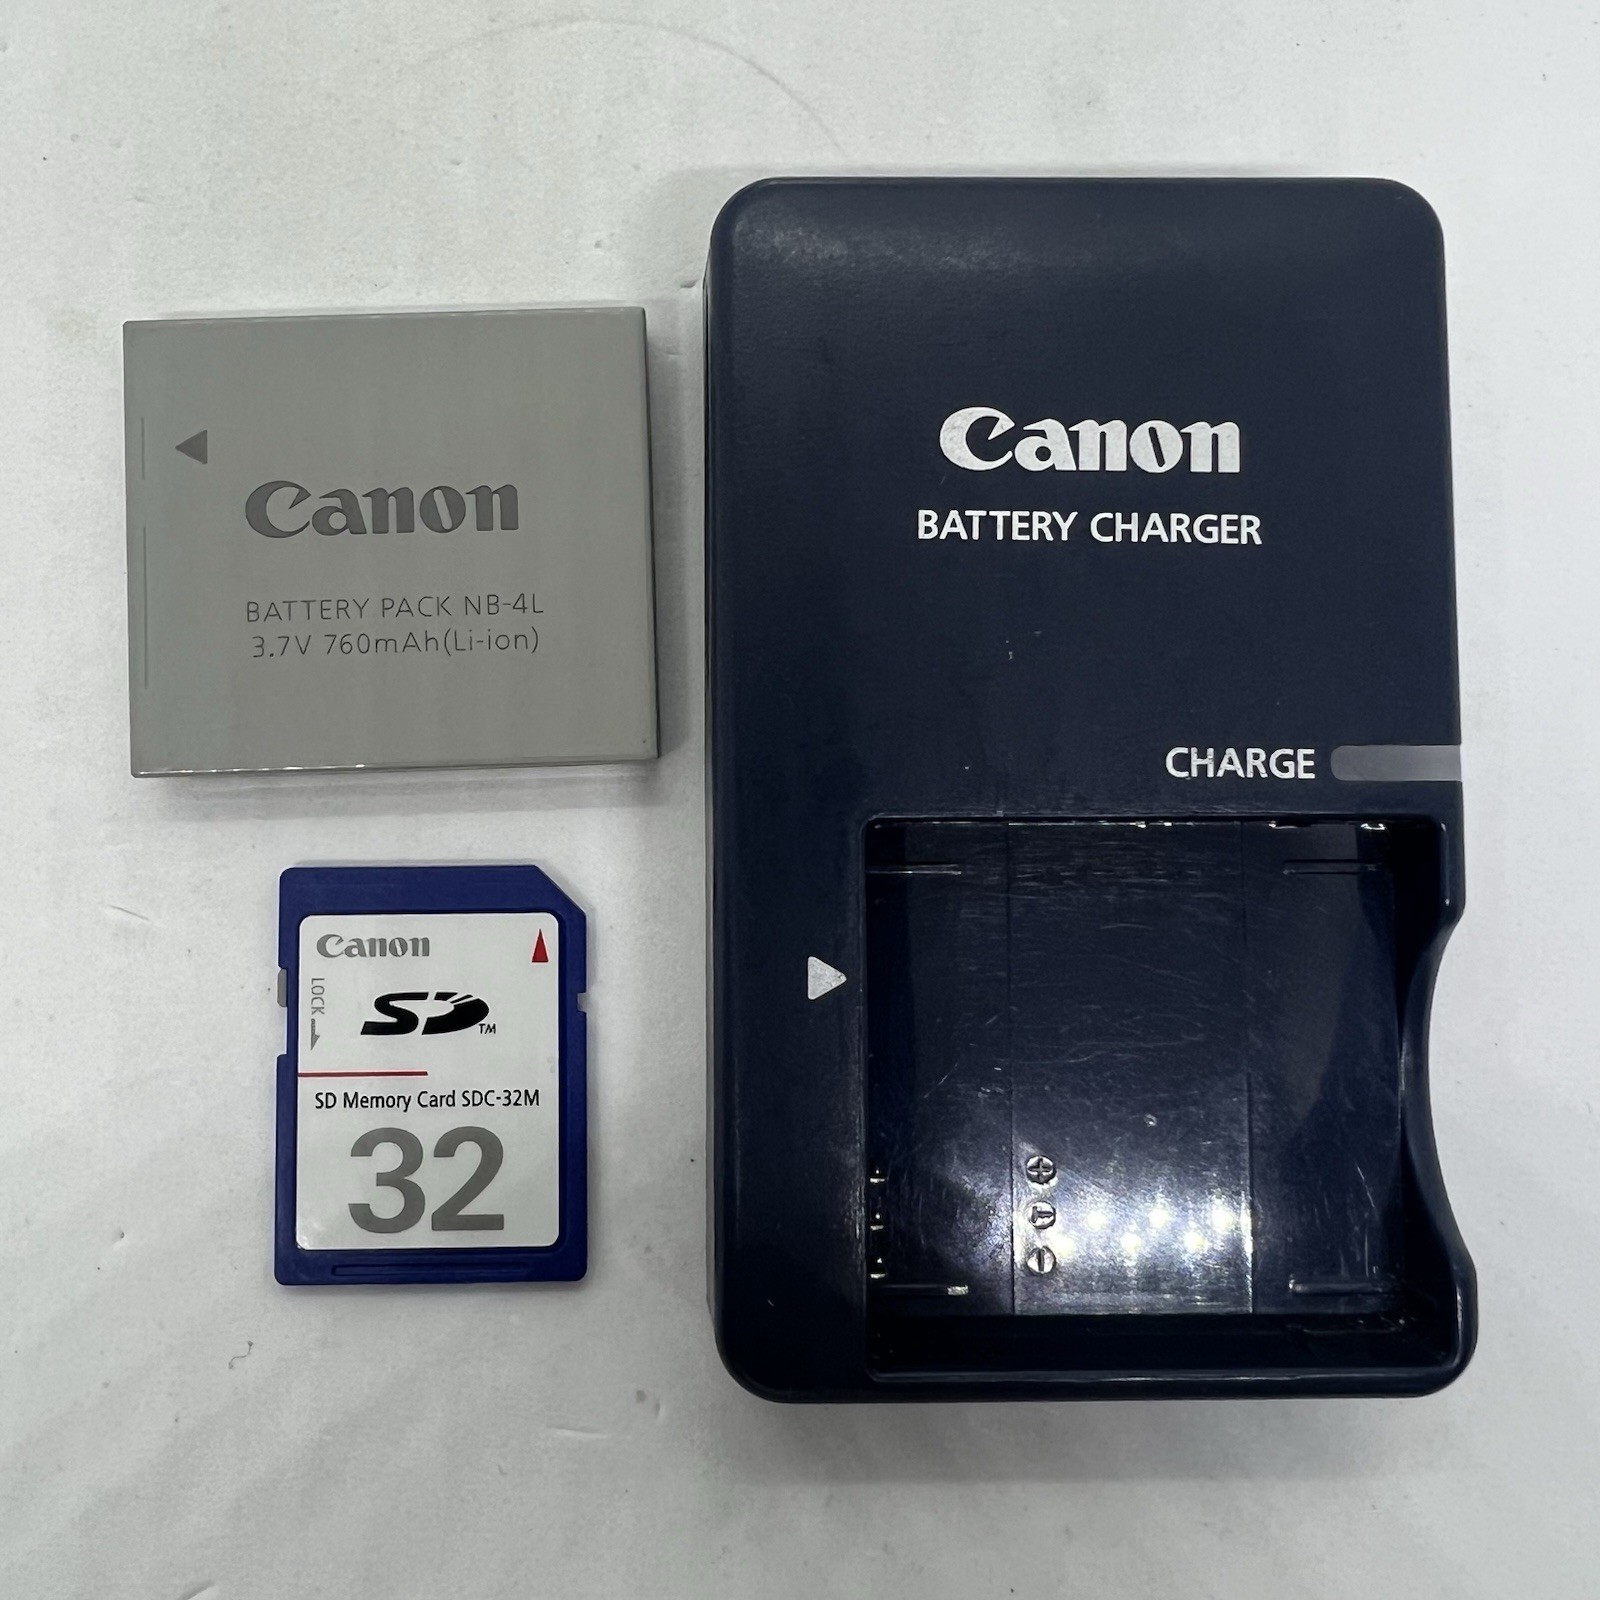 Canon
BATTERY PACK NB-4L
3.7V 760mAh(Li-ion)
Canon
BATTERY CHARGER
CHARGE
+
T
−
Canon
LOCK
SD™
SD Memory Card SDC-32M
32